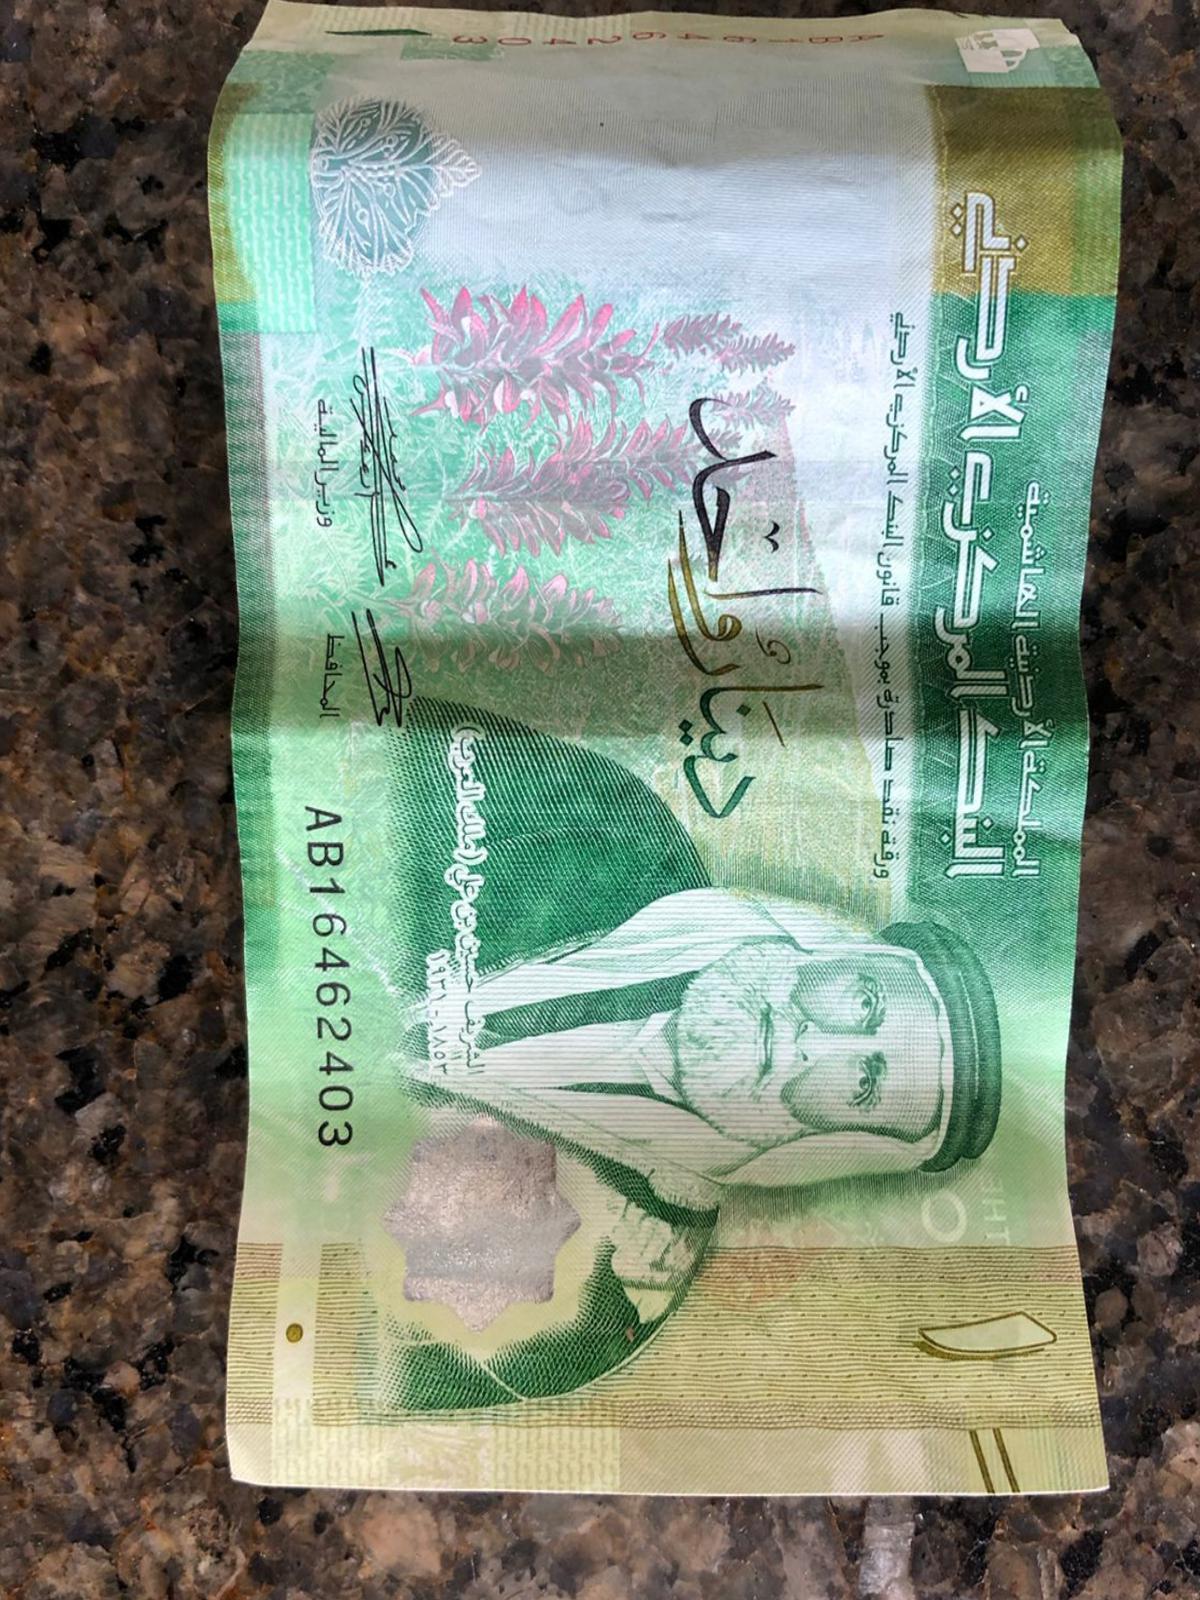 المملكة الأردنية الهاشمية
البنك المركزي الأردني
ورقة نقد صادرة بموجب قانون البنك المركزي الأردني
دينارٌ واحدٌ
الشريف حسين بن علي (ملك العرب)
١٨٥٣ - ١٩٣١
المحافظ
وزير المالية
AB16462403
AB16462403
١